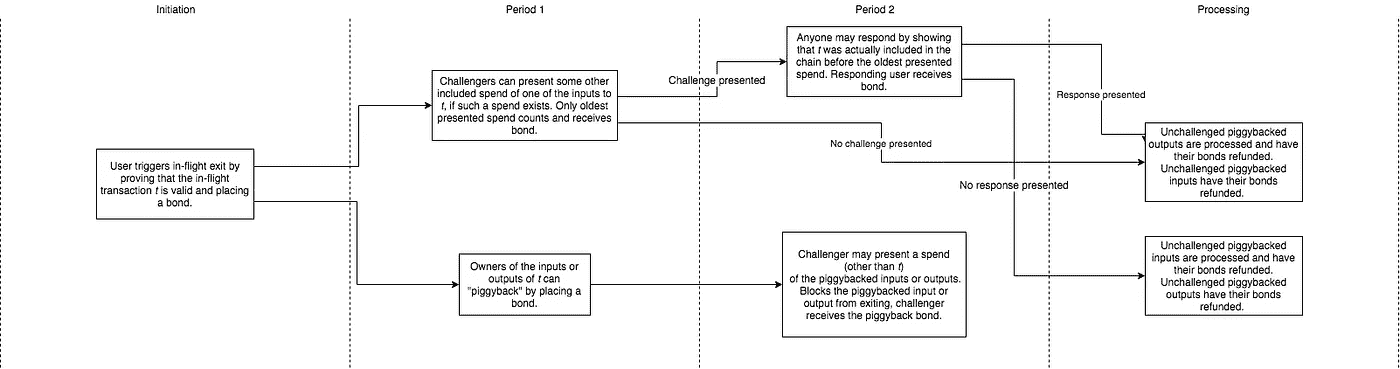 Initiation
Period 1
Period 2
Processing
User triggers in-flight exit by
proving that the in-flight
transaction t is valid and placing
a bond.
Challengers can present some other
included spend of one of the inputs to
t, if such a spend exists. Only oldest
presented spend counts and receives
bond.
Challenge presented
Anyone may respond by showing
that t was actually included in the
chain before the oldest presented
spend. Responding user receives
bond.
Response presented
No challenge presented
No response presented
Unchallenged piggybacked
outputs are processed and have
their bonds refunded.
Unchallenged piggybacked
inputs have their bonds
refunded.
Owners of the inputs or
outputs of t can
"piggyback" by placing a
bond.
Challenger may present a spend
(other than t)
of the piggybacked inputs or outputs.
Blocks the piggybacked input or
output from exiting, challenger
receives the piggyback bond.
Unchallenged piggybacked
inputs are processed and have
their bonds refunded.
Unchallenged piggybacked
outputs have their bonds
refunded.